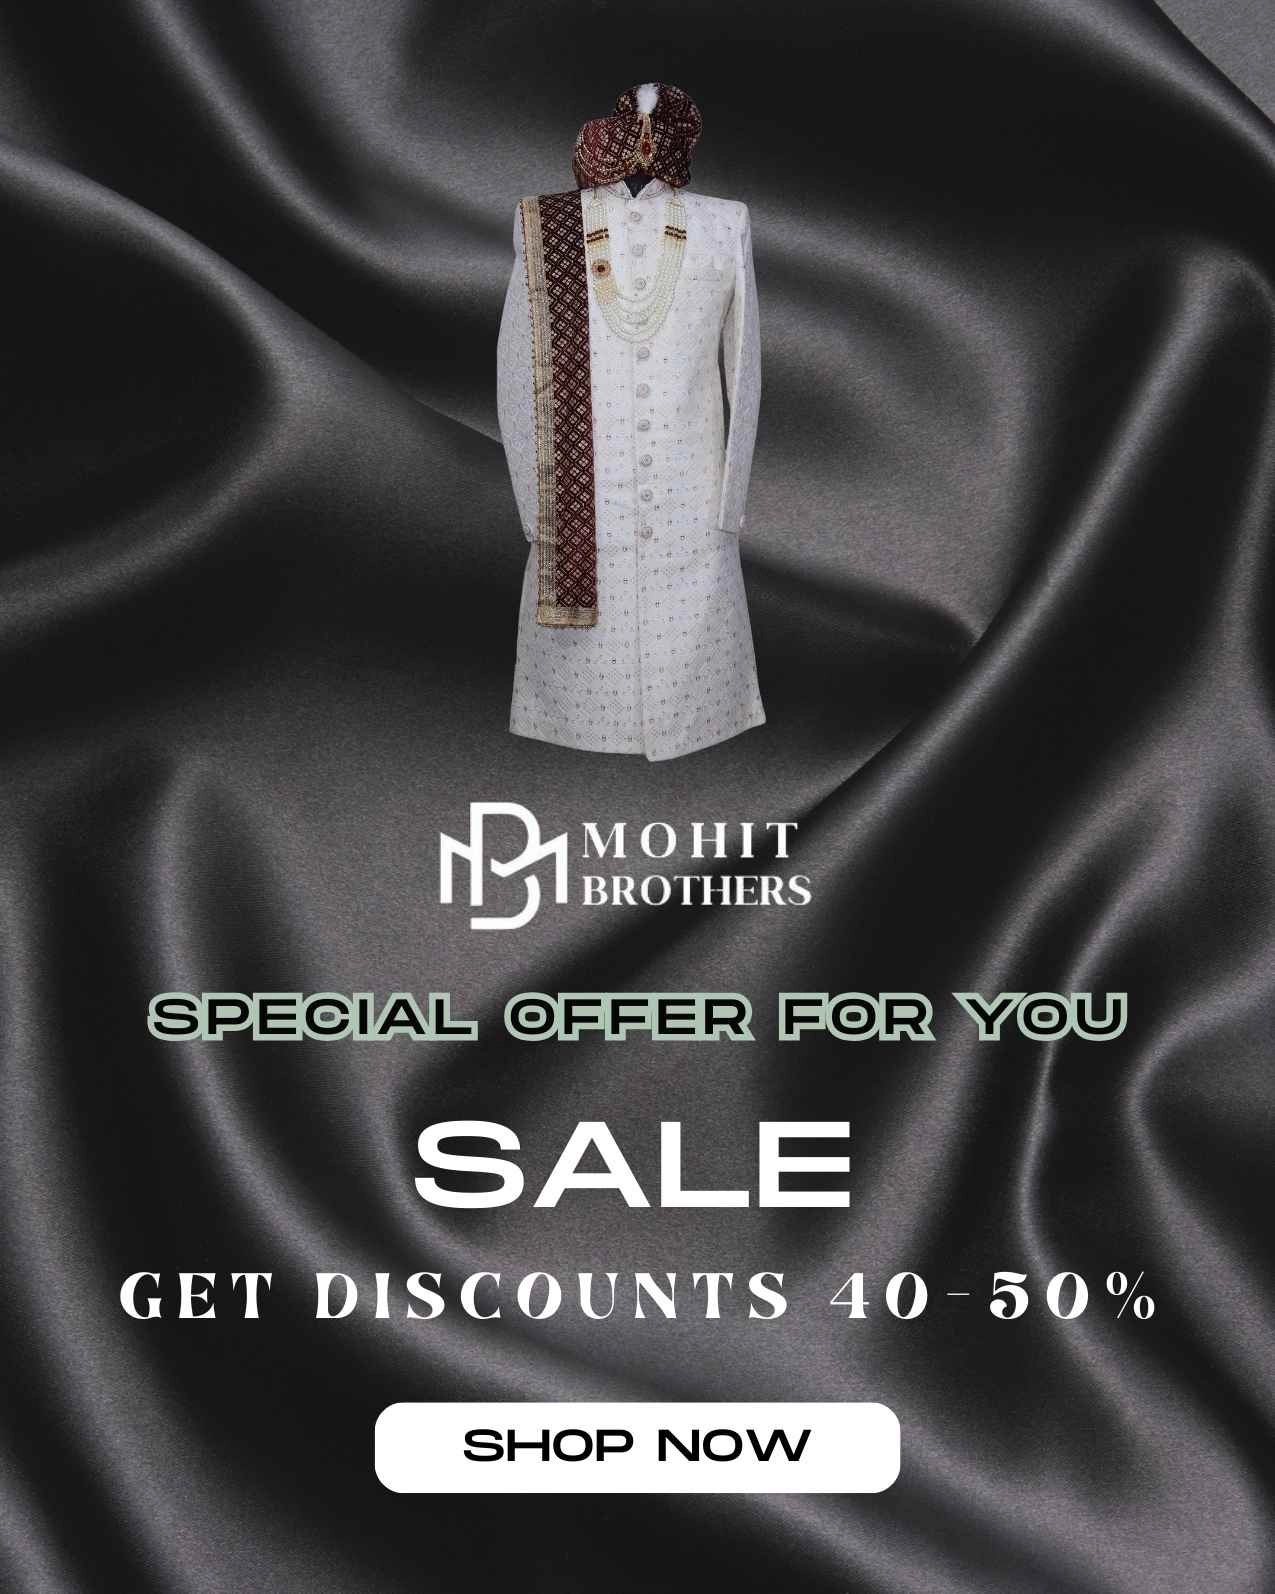 MOHIT
BROTHERS
SPECIAL OFFER FOR YOU
SALE
GET DISCOUNTS 40-50%
SHOP NOW